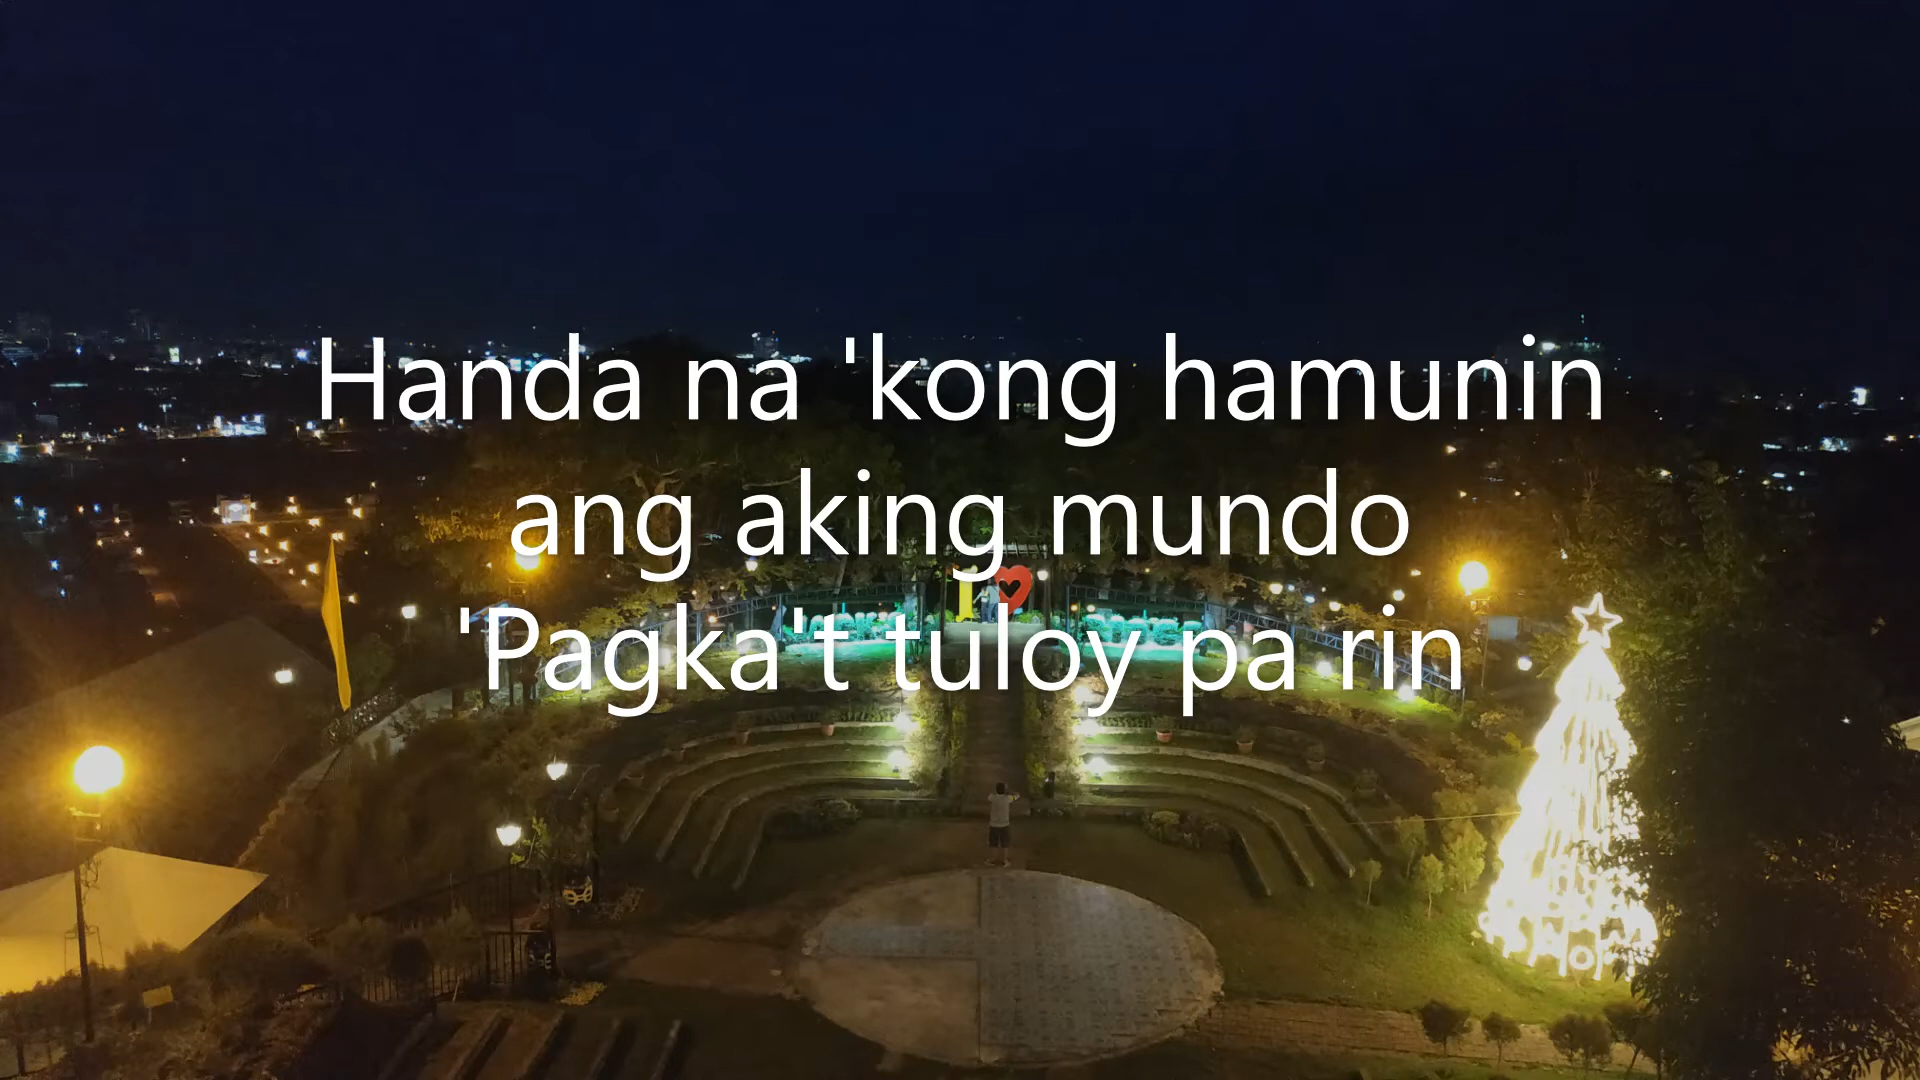 Handa na 'kong hamunin
ang aking mundo
'Pagka't tuloy pa rin
I